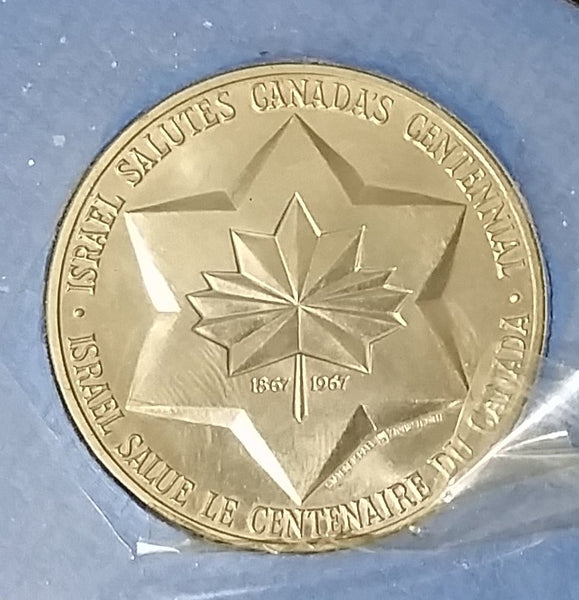 · ISRAEL SALUTES CANADA'S CENTENNIAL ·
1867 1967
ISRAEL SALUE LE CENTENAIRE DU CANADA